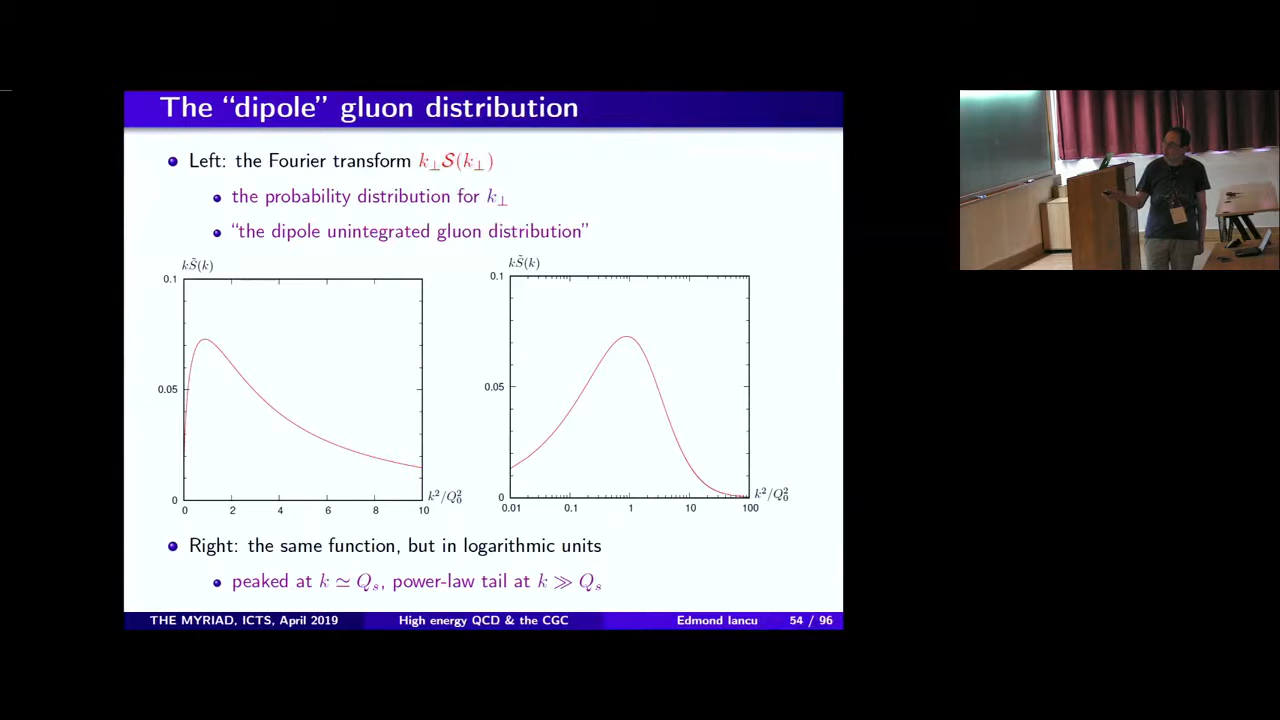 The “dipole” gluon distribution
Left: the Fourier transform k⊥𝒮(k⊥)
the probability distribution for k⊥
“the dipole unintegrated gluon distribution”
kS̃(k)
0.1
0.05
0
0 2 4 6 8 10
k²/Q₀²
kS̃(k)
0.1
0.05
0
0.01 0.1 1 10 100
k²/Q₀²
Right: the same function, but in logarithmic units
peaked at k ≃ Qₛ, power-law tail at k ≫ Qₛ
THE MYRIAD, ICTS, April 2019 High energy QCD & the CGC Edmond Iancu 54 / 96